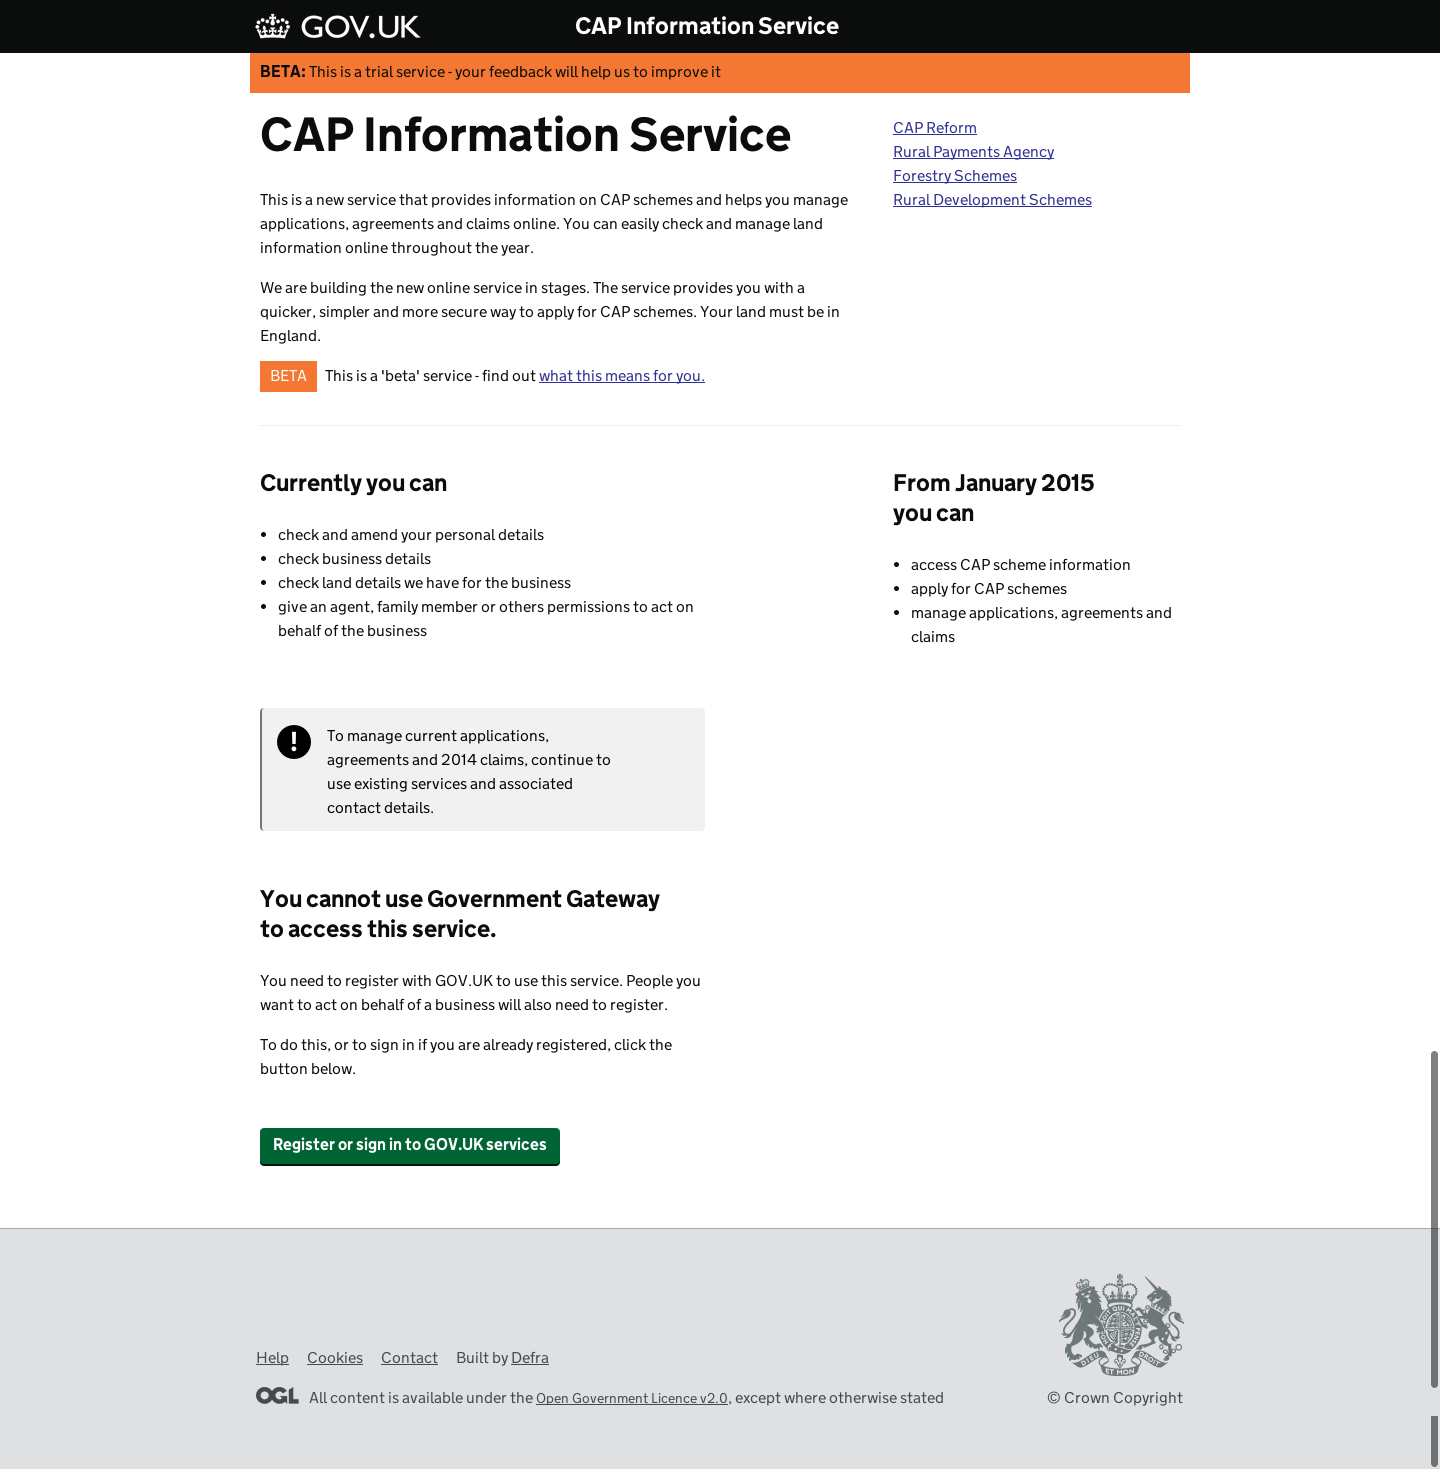 GOV.UK
CAP Information Service
BETA: This is a trial service - your feedback will help us to improve it
CAP Information Service
This is a new service that provides information on CAP schemes and helps you manage
applications, agreements and claims online. You can easily check and manage land
information online throughout the year.
We are building the new online service in stages. The service provides you with a
quicker, simpler and more secure way to apply for CAP schemes. Your land must be in
England.
BETA This is a 'beta' service - find out what this means for you.
CAP Reform
Rural Payments Agency
Forestry Schemes
Rural Development Schemes
Currently you can
• check and amend your personal details
• check business details
• check land details we have for the business
• give an agent, family member or others permissions to act on
behalf of the business
From January 2015
you can
• access CAP scheme information
• apply for CAP schemes
• manage applications, agreements and
claims
! To manage current applications,
agreements and 2014 claims, continue to
use existing services and associated
contact details.
You cannot use Government Gateway
to access this service.
You need to register with GOV.UK to use this service. People you
want to act on behalf of a business will also need to register.
To do this, or to sign in if you are already registered, click the
button below.
Register or sign in to GOV.UK services
Help Cookies Contact Built by Defra
OGL All content is available under the Open Government Licence v2.0, except where otherwise stated
DIEU ET MON DROIT
© Crown Copyright